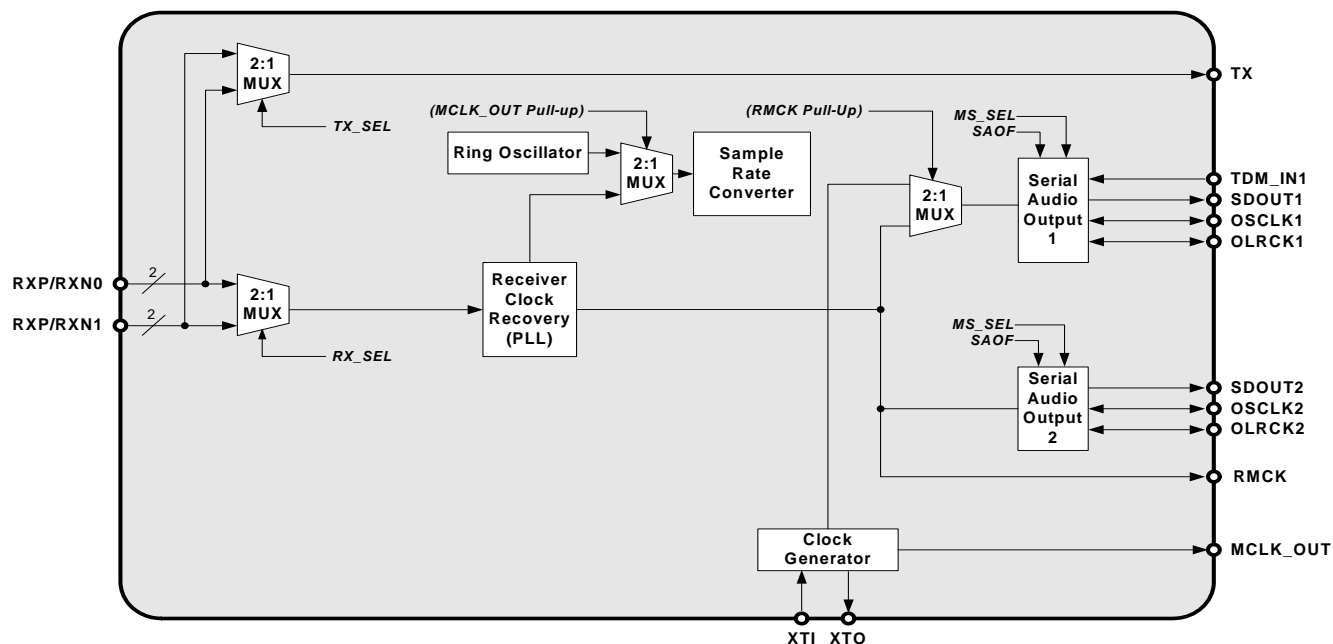 2:1
MUX
TX
TX_SEL
(MCLK_OUT Pull-up)
(RMCK Pull-Up)
MS_SEL
SAOF
Ring Oscillator
2:1
MUX
Sample
Rate
Converter
2:1
MUX
Serial
Audio
Output
1
TDM_IN1
SDOUT1
OSCLK1
OLRCK1
RXP/RXN0
2
RXP/RXN1
2
2:1
MUX
RX_SEL
Receiver
Clock
Recovery
(PLL)
MS_SEL
SAOF
Serial
Audio
Output
2
SDOUT2
OSCLK2
OLRCK2
RMCK
Clock
Generator
MCLK_OUT
XTI
XTO